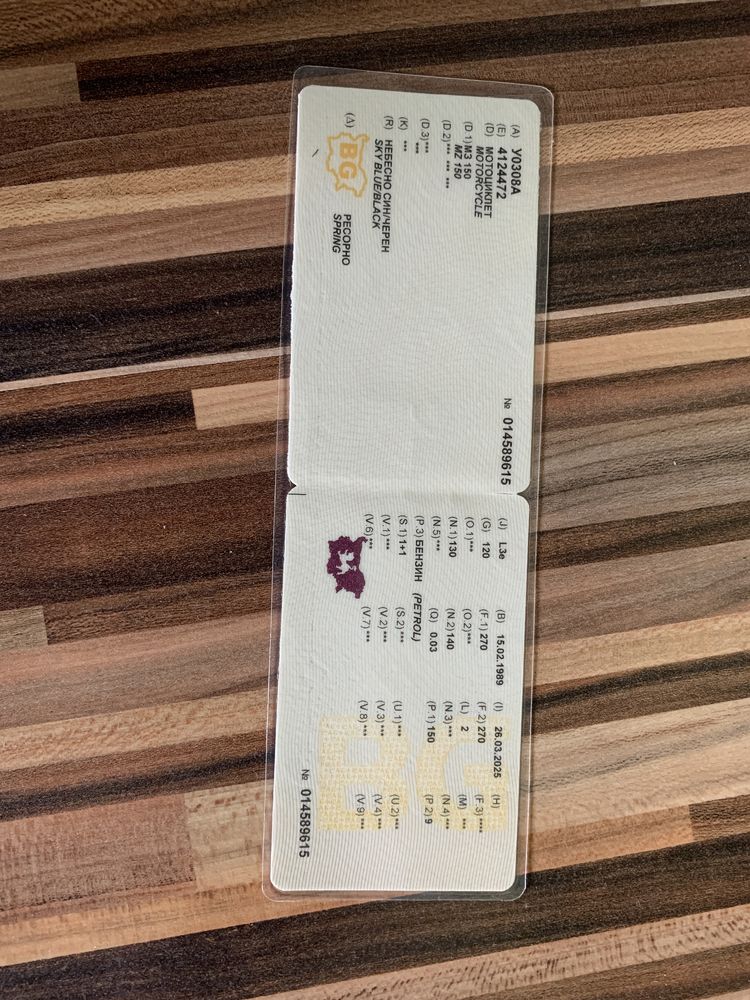 (A) У0308А
№ 014589615
(E) 4124472
(D) МОТОЦИКЛЕТ
MOTORCYCLE
(D.1) МЗ 150
MZ 150
(D.2) *** *** ***
(D.3) ***
***
(K) ***
(R) НЕБЕСНО СИН/ЧЕРЕН
SKY BLUE/BLACK
(Δ) РЕСОРНО
SPRING
BG
(J) L3e (B) 15.02.1989 (I) 26.03.2025 (H)
(G) 120 (F.1) 270 (F.2) 270 (F.3) ****
(O.1) *** (O.2) *** (L) 2 (M) ***
(N.1) 130 (N.2) 140 (N.3) *** (N.4) ***
(N.5) *** (Q) 0.03 (P.1) 150 (P.2) 9
(P.3) БЕНЗИН (PETROL)
(S.1) 1+1 (S.2) *** (U.1) *** (U.2) ***
(V.1) *** (V.2) *** (V.3) *** (V.4) ***
(V.6) *** (V.7) *** (V.8) *** (V.9) ***
№ 014589615